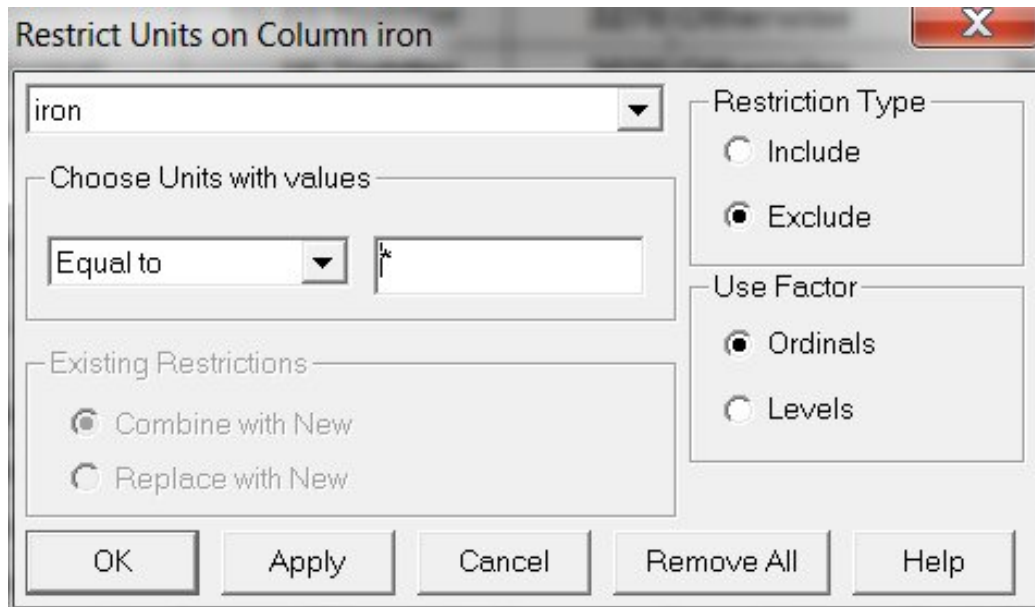 Restrict Units on Column iron
X
iron
Restriction Type
Include
Exclude
Choose Units with values
Equal to
*
Use Factor
Ordinals
Levels
Existing Restrictions
Combine with New
Replace with New
OK Apply Cancel Remove All Help